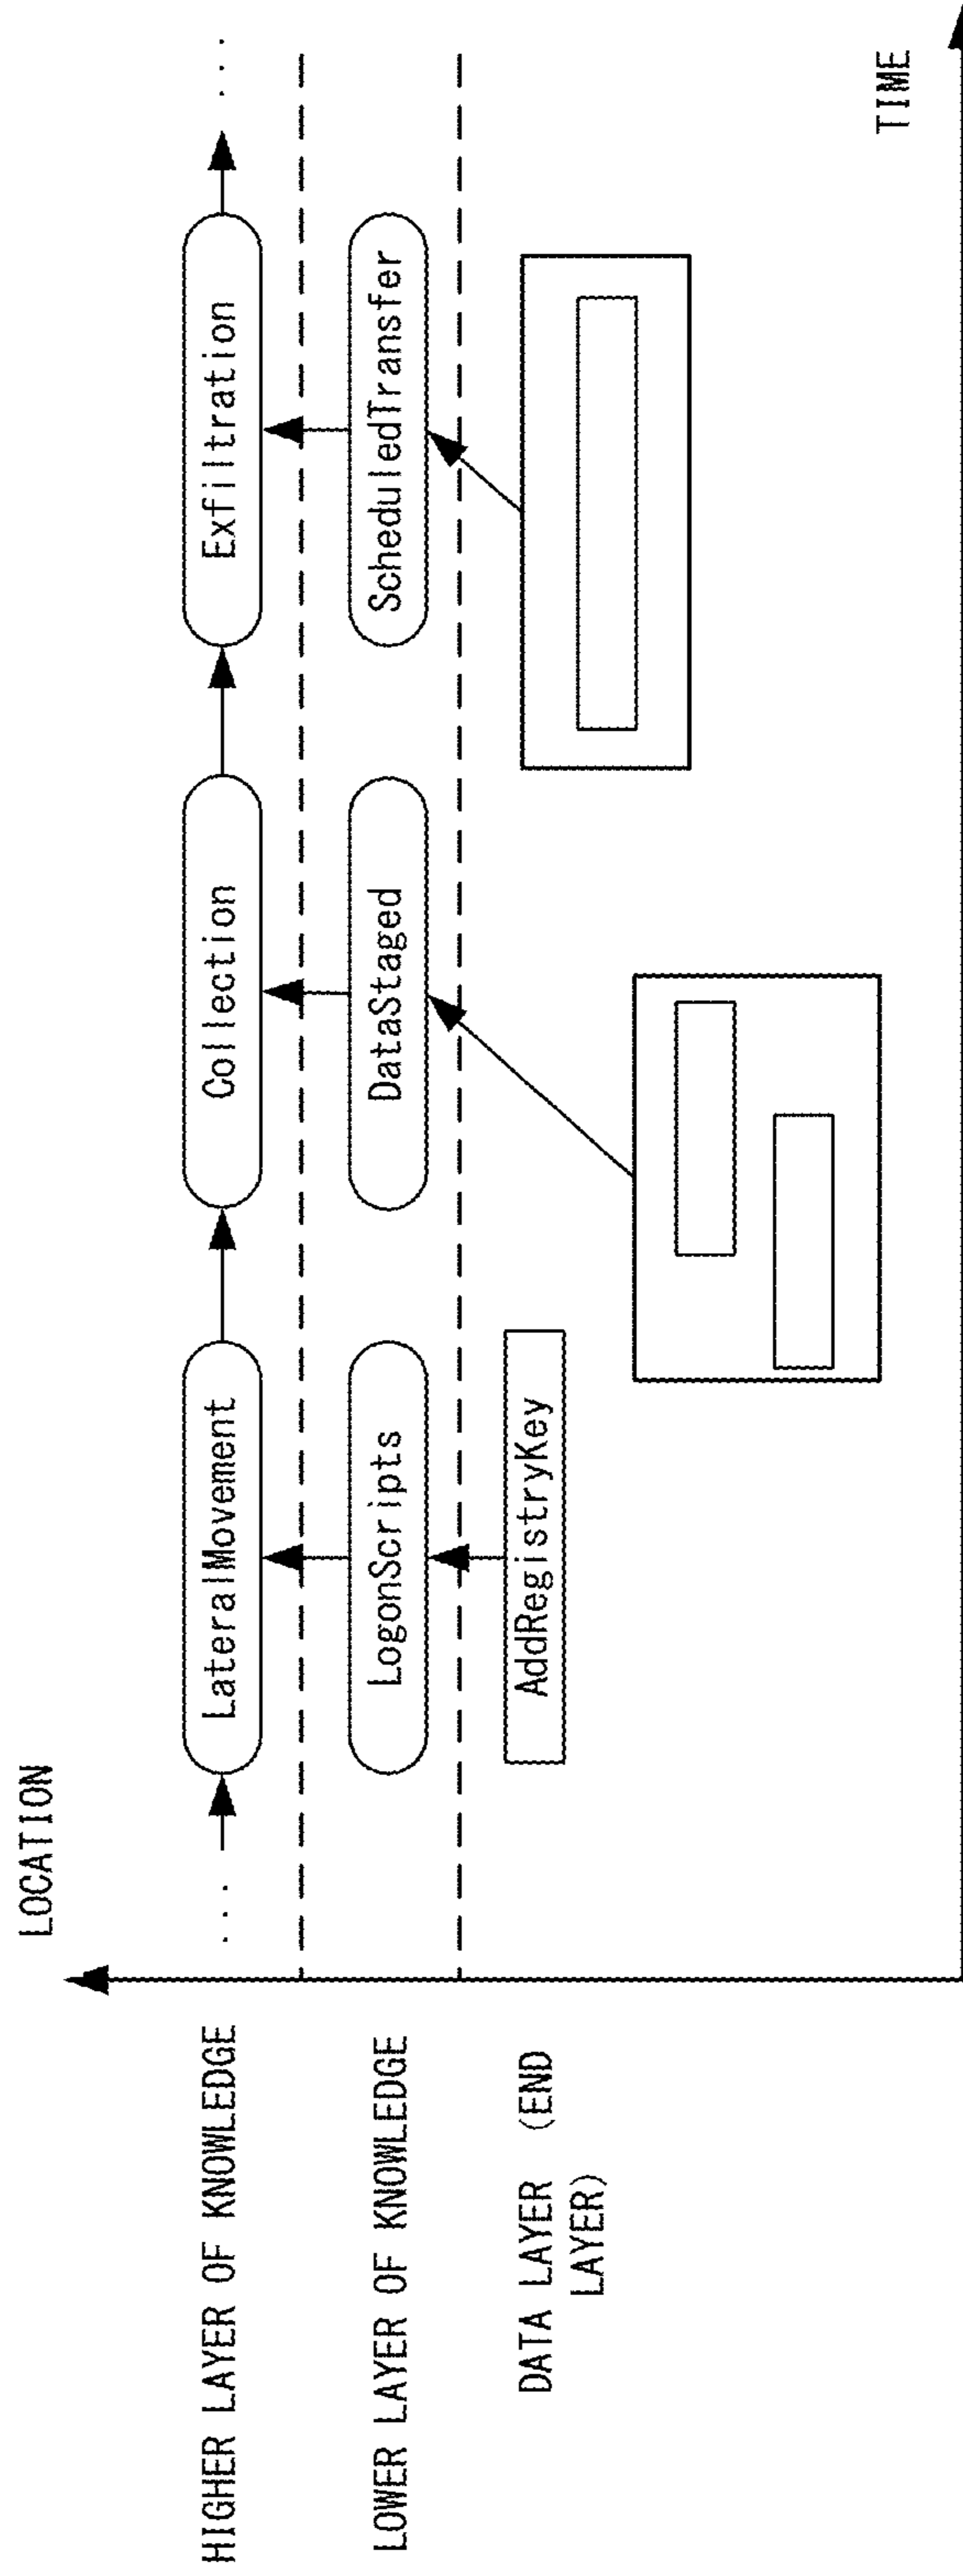 LOCATION
HIGHER LAYER OF KNOWLEDGE
... LateralMovement Collection Exfiltration ...
LOWER LAYER OF KNOWLEDGE
LogonScripts DataStaged ScheduledTransfer
DATA LAYER (END
LAYER)
AddRegistryKey
TIME